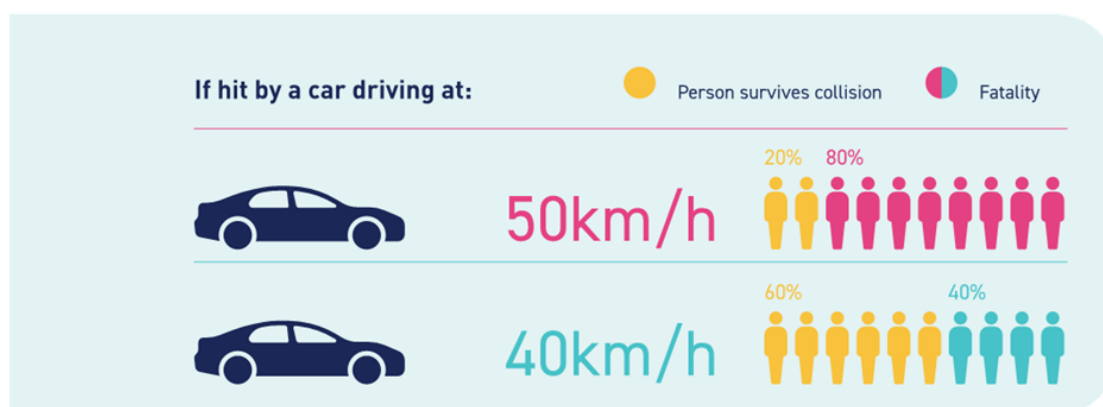 If hit by a car driving at:
Person survives collision
Fatality
20% 80%
50km/h
60% 40%
40km/h